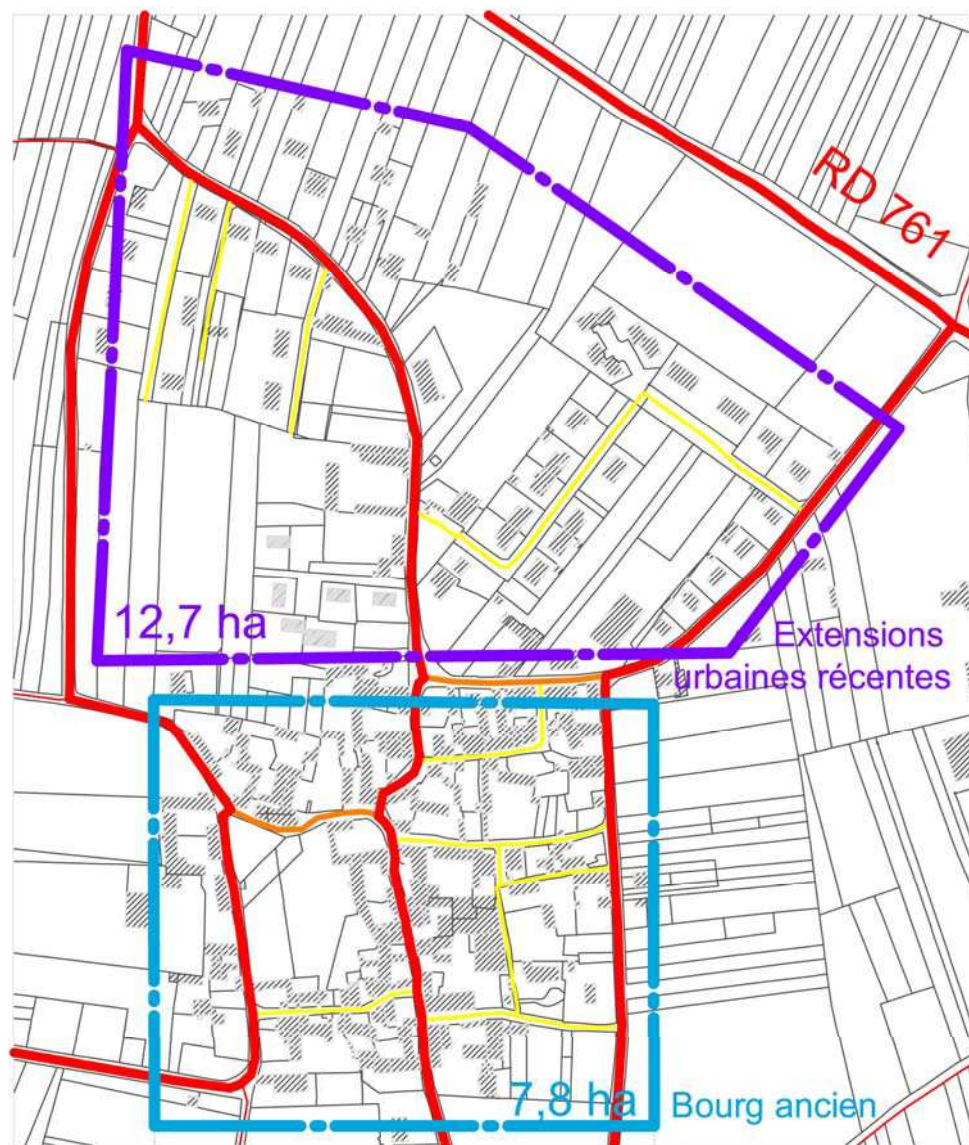 RD 761
12,7 ha
Extensions
urbaines récentes
7,8 ha
Bourg ancien